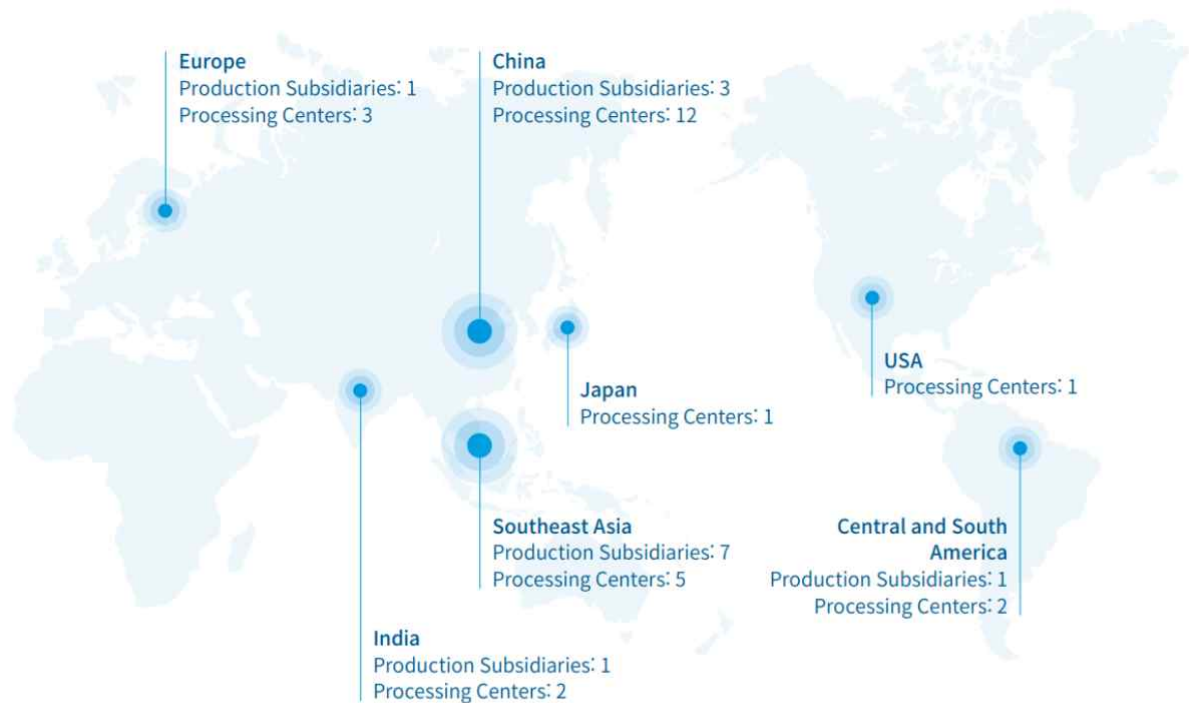 Europe
Production Subsidiaries: 1
Processing Centers: 3
China
Production Subsidiaries: 3
Processing Centers: 12
Japan
Processing Centers: 1
USA
Processing Centers: 1
Southeast Asia
Production Subsidiaries: 7
Processing Centers: 5
Central and South
America
Production Subsidiaries: 1
Processing Centers: 2
India
Production Subsidiaries: 1
Processing Centers: 2